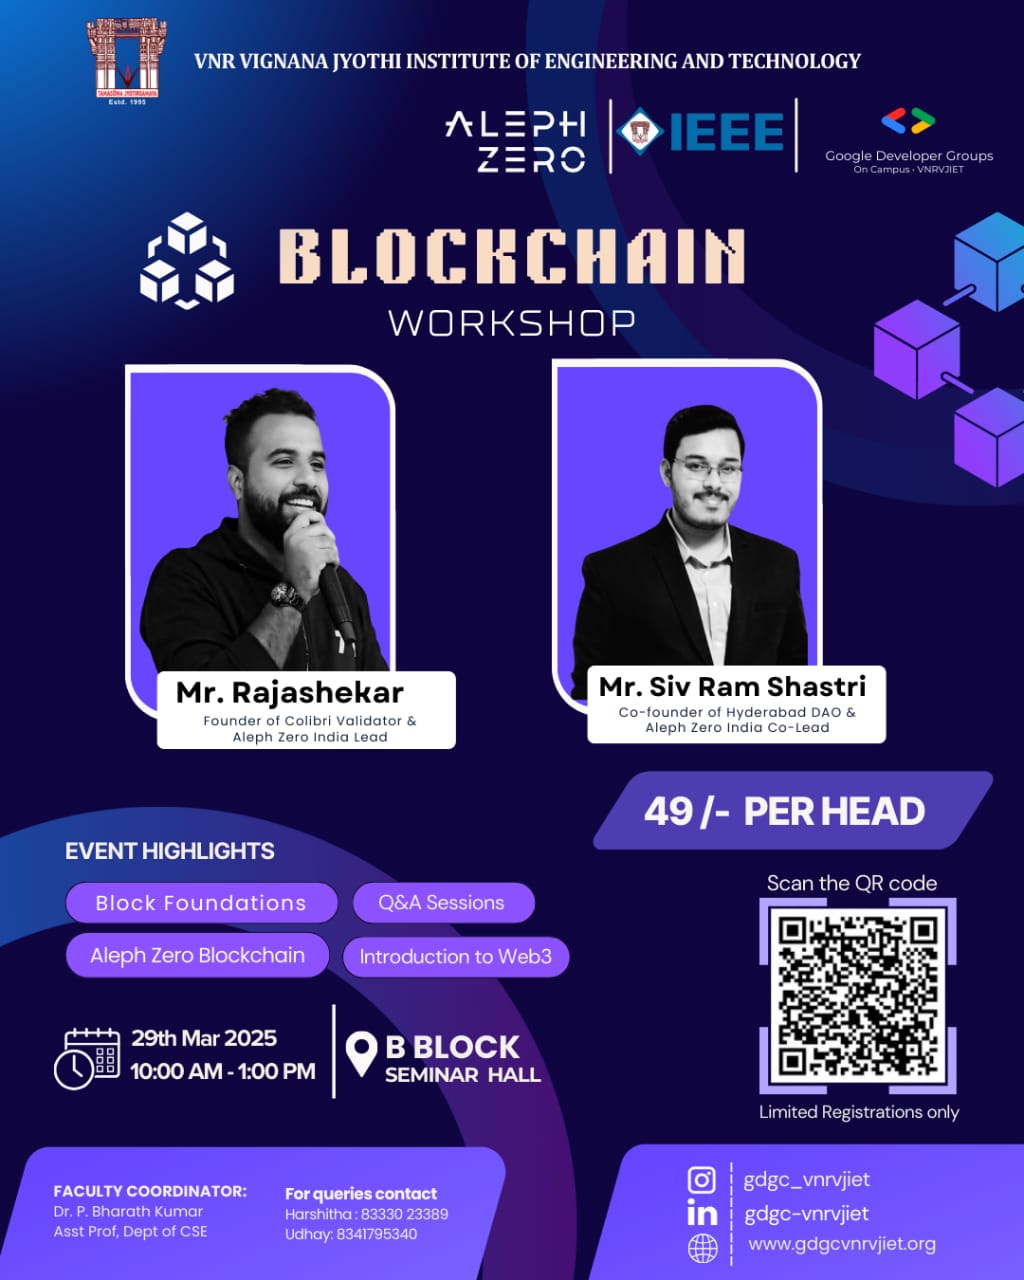 VNR VIGNANA JYOTHI INSTITUTE OF ENGINEERING AND TECHNOLOGY
TAMASOMA JYOTIRGAMAYA
Estd. 1995
ALEPH
ZERO
IEEE
Google Developer Groups
On Campus • VNRVJIET
BLOCKCHAIN
WORKSHOP
Mr. Rajashekar
Founder of Colibri Validator &
Aleph Zero India Lead
Mr. Siv Ram Shastri
Co-founder of Hyderabad DAO &
Aleph Zero India Co-Lead
49 /- PER HEAD
EVENT HIGHLIGHTS
Block Foundations
Q&A Sessions
Aleph Zero Blockchain
Introduction to Web3
29th Mar 2025
10:00 AM - 1:00 PM
B BLOCK
SEMINAR HALL
Scan the QR code
Limited Registrations only
FACULTY COORDINATOR:
Dr. P. Bharath Kumar
Asst Prof, Dept of CSE
For queries contact
Harshitha : 83330 23389
Udhay: 8341795340
gdgc_vnrvjiet
in
gdgc-vnrvjiet
www.gdgcvnrvjiet.org